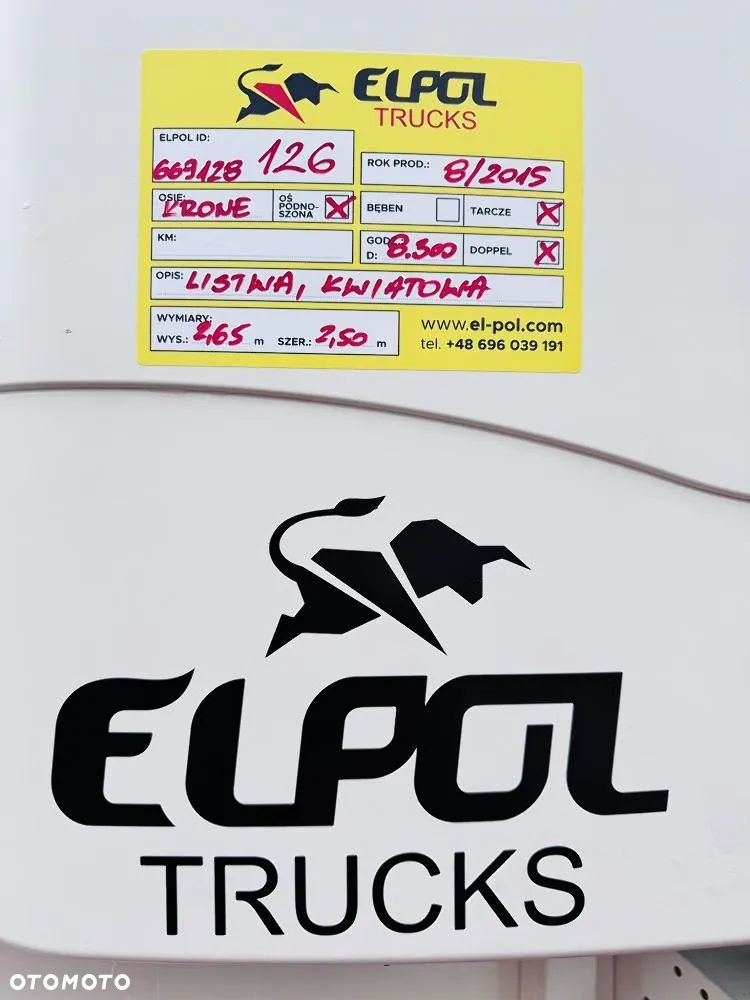 ELPOL
TRUCKS
ELPOL ID:
669128 126
ROK PROD.: 8/2015
OSIE: KRONE OŚ PODNO-SZONA X
BĘBEN TARCZE X
KM:
GODZ. D: 8.300 DOPPEL X
OPIS: LISTWA, KWIATOWA
WYMIARY:
WYS.: 2,65 m SZER.: 2,50 m
www.el-pol.com
tel. +48 696 039 191
ELPOL
TRUCKS
OTOMOTO